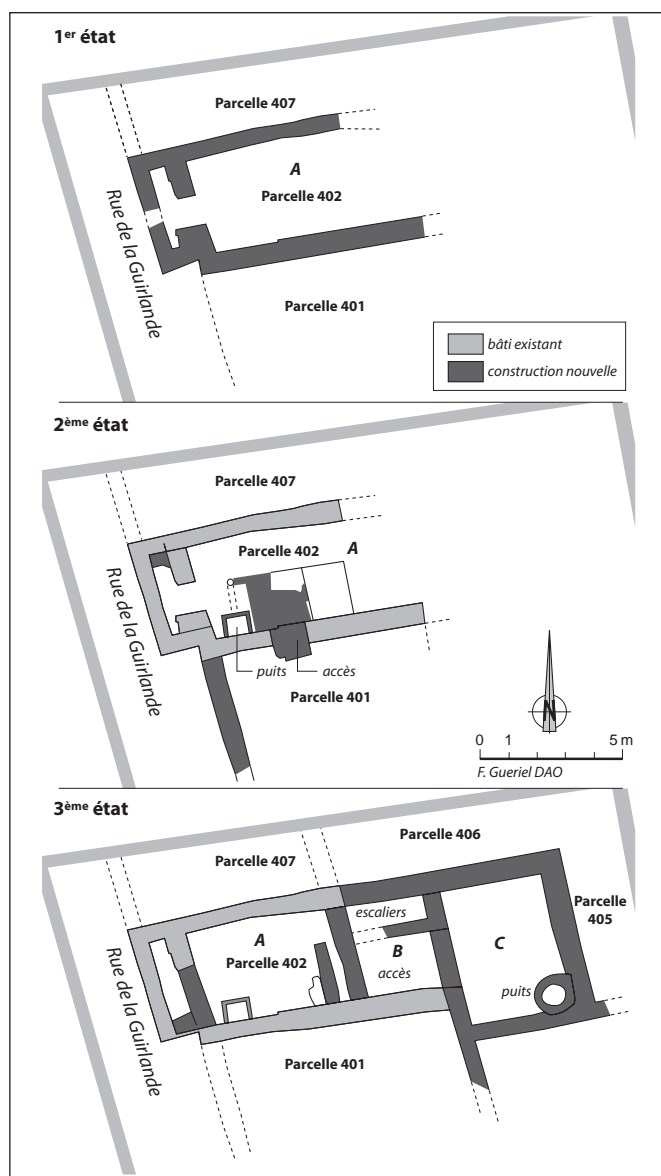 1er état
Parcelle 407
A
Parcelle 402
Rue de la Guirlande
Parcelle 401
bâti existant
construction nouvelle
2ème état
Parcelle 407
Parcelle 402 A
Rue de la Guirlande
puits accès
Parcelle 401
N
0 1 5 m
F. Gueriel DAO
3ème état
Parcelle 406
Parcelle 407
Parcelle 405
escaliers
A B C
Parcelle 402
accès
puits
Rue de la Guirlande
Parcelle 401